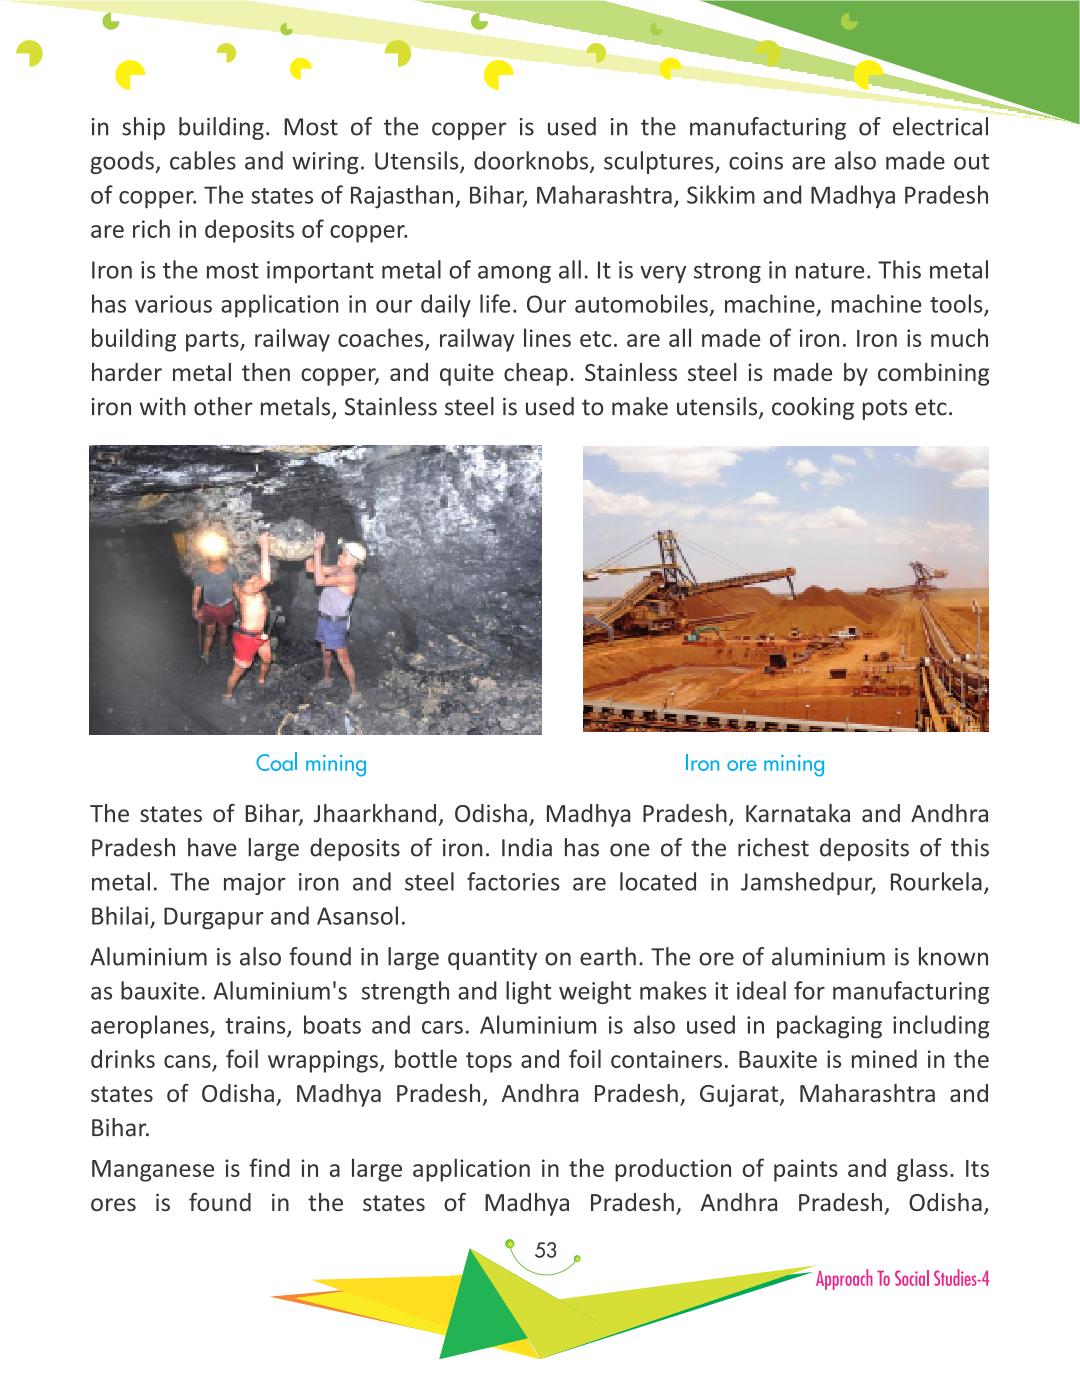 in ship building. Most of the copper is used in the manufacturing of electrical
goods, cables and wiring. Utensils, doorknobs, sculptures, coins are also made out
of copper. The states of Rajasthan, Bihar, Maharashtra, Sikkim and Madhya Pradesh
are rich in deposits of copper.
Iron is the most important metal of among all. It is very strong in nature. This metal
has various application in our daily life. Our automobiles, machine, machine tools,
building parts, railway coaches, railway lines etc. are all made of iron. Iron is much
harder metal then copper, and quite cheap. Stainless steel is made by combining
iron with other metals, Stainless steel is used to make utensils, cooking pots etc.
Coal mining
Iron ore mining
The states of Bihar, Jhaarkhand, Odisha, Madhya Pradesh, Karnataka and Andhra
Pradesh have large deposits of iron. India has one of the richest deposits of this
metal. The major iron and steel factories are located in Jamshedpur, Rourkela,
Bhilai, Durgapur and Asansol.
Aluminium is also found in large quantity on earth. The ore of aluminium is known
as bauxite. Aluminium's strength and light weight makes it ideal for manufacturing
aeroplanes, trains, boats and cars. Aluminium is also used in packaging including
drinks cans, foil wrappings, bottle tops and foil containers. Bauxite is mined in the
states of Odisha, Madhya Pradesh, Andhra Pradesh, Gujarat, Maharashtra and
Bihar.
Manganese is find in a large application in the production of paints and glass. Its
ores is found in the states of Madhya Pradesh, Andhra Pradesh, Odisha,
53
Approach To Social Studies-4